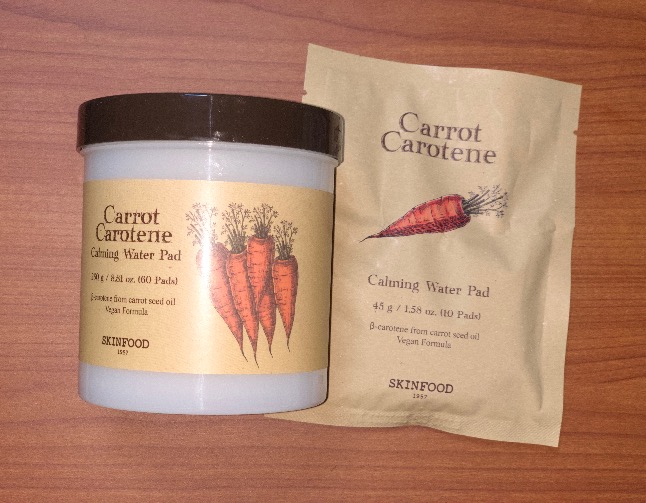 Carrot
Carotene
Calming Water Pad
250 g / 8.81 oz. (60 Pads)
β-carotene from carrot seed oil
Vegan Formula
SKINFOOD
1957
Carrot
Carotene
Calming Water Pad
45 g / 1.58 oz. (10 Pads)
β-carotene from carrot seed oil
Vegan Formula
SKINFOOD
1957